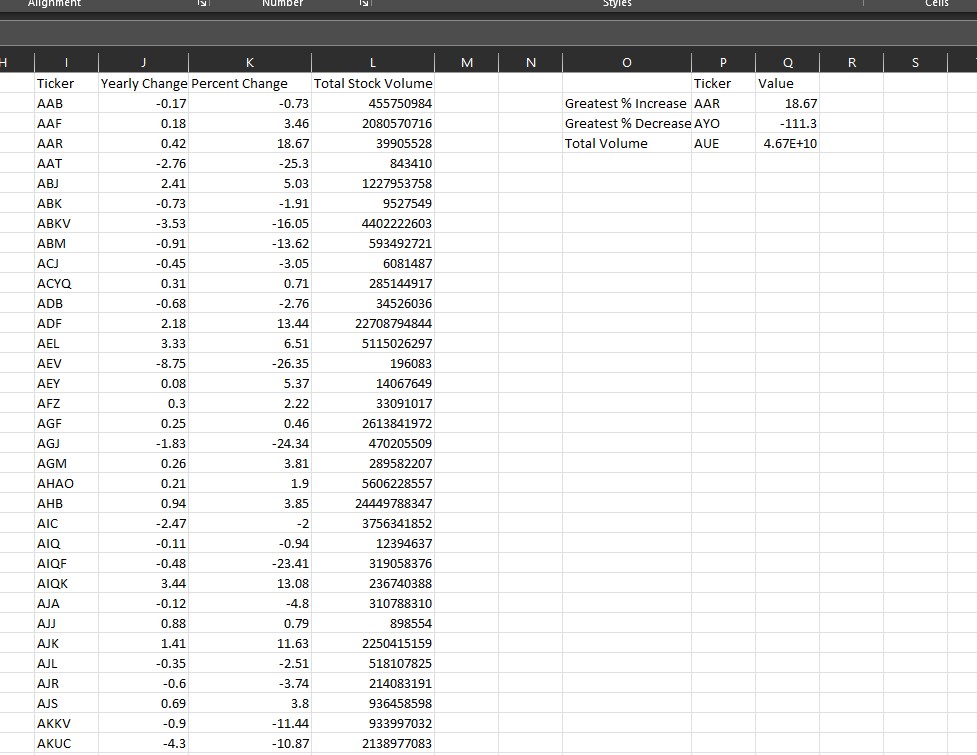 Alignment Number Styles Cells
H I J K L M N O P Q R S
Ticker Yearly Change Percent Change Total Stock Volume Ticker Value
AAB -0.17 -0.73 455750984 Greatest % Increase AAR 18.67
AAF 0.18 3.46 2080570716 Greatest % Decrease AYO -111.3
AAR 0.42 18.67 39905528 Total Volume AUE 4.67E+10
AAT -2.76 -25.3 843410
ABJ 2.41 5.03 1227953758
ABK -0.73 -1.91 9527549
ABKV -3.53 -16.05 4402222603
ABM -0.91 -13.62 593492721
ACJ -0.45 -3.05 6081487
ACYQ 0.31 0.71 285144917
ADB -0.68 -2.76 34526036
ADF 2.18 13.44 22708794844
AEL 3.33 6.51 5115026297
AEV -8.75 -26.35 196083
AEY 0.08 5.37 14067649
AFZ 0.3 2.22 33091017
AGF 0.25 0.46 2613841972
AGJ -1.83 -24.34 470205509
AGM 0.26 3.81 289582207
AHAO 0.21 1.9 5606228557
AHB 0.94 3.85 24449788347
AIC -2.47 -2 3756341852
AIQ -0.11 -0.94 12394637
AIQF -0.48 -23.41 319058376
AIQK 3.44 13.08 236740388
AJA -0.12 -4.8 310788310
AJJ 0.88 0.79 898554
AJK 1.41 11.63 2250415159
AJL -0.35 -2.51 518107825
AJR -0.6 -3.74 214083191
AJS 0.69 3.8 936458598
AKKV -0.9 -11.44 933997032
AKUC -4.3 -10.87 2138977083